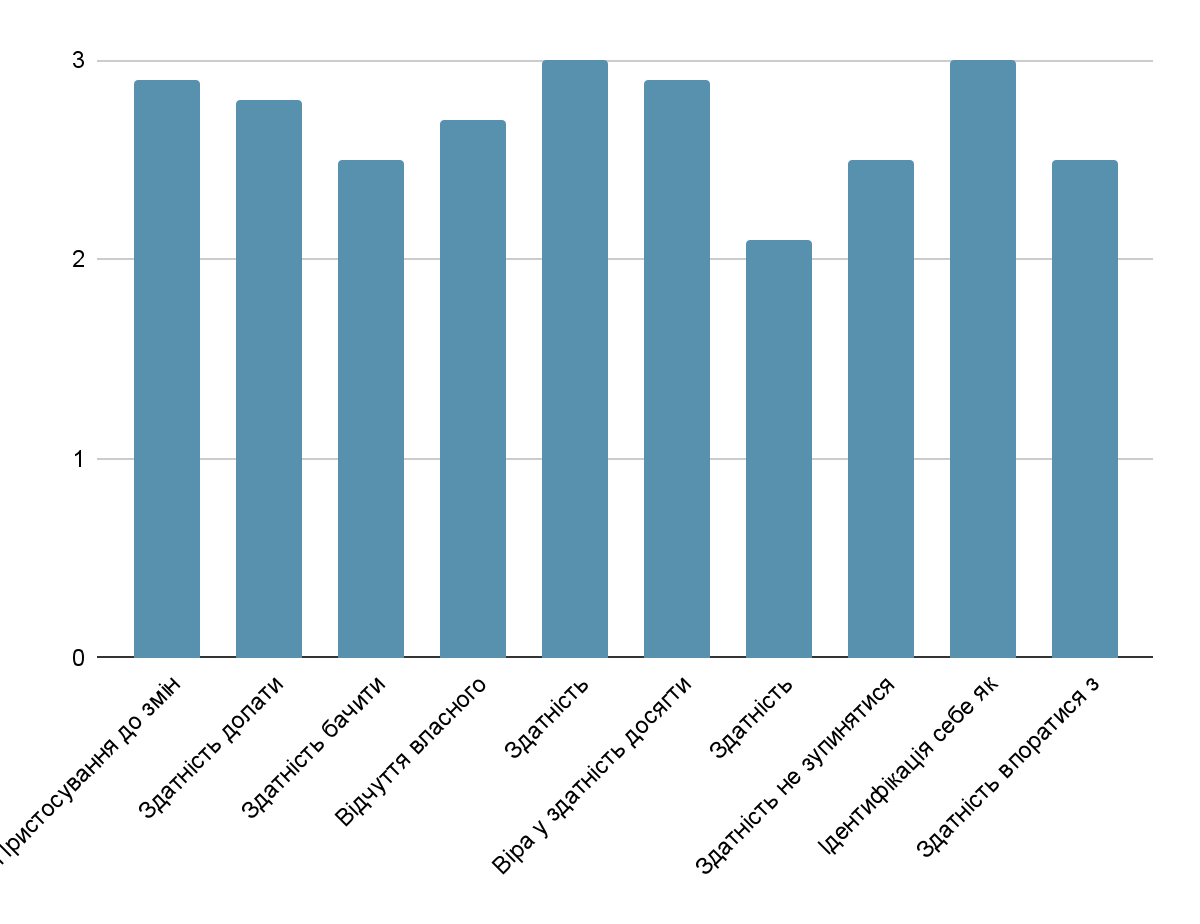 3
2
1
0
Пристосування до змін
Здатність долати
Здатність бачити
Відчуття власного
Здатність
Віра у здатність досягти
Здатність
Здатність не зупинятися
Ідентифікація себе як
Здатність впоратися з